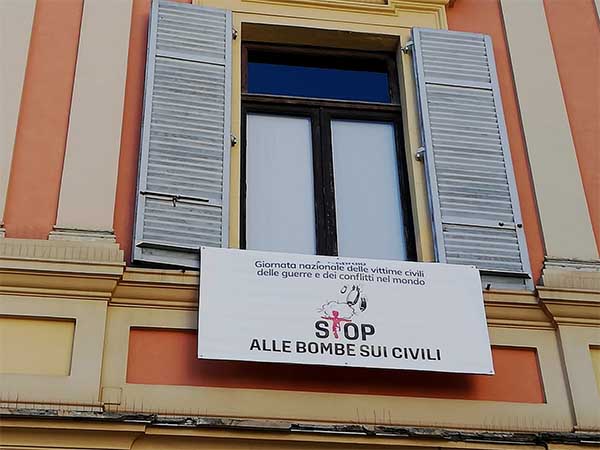 Giornata nazionale delle vittime civili
delle guerre e dei conflitti nel mondo
STOP
ALLE BOMBE SUI CIVILI